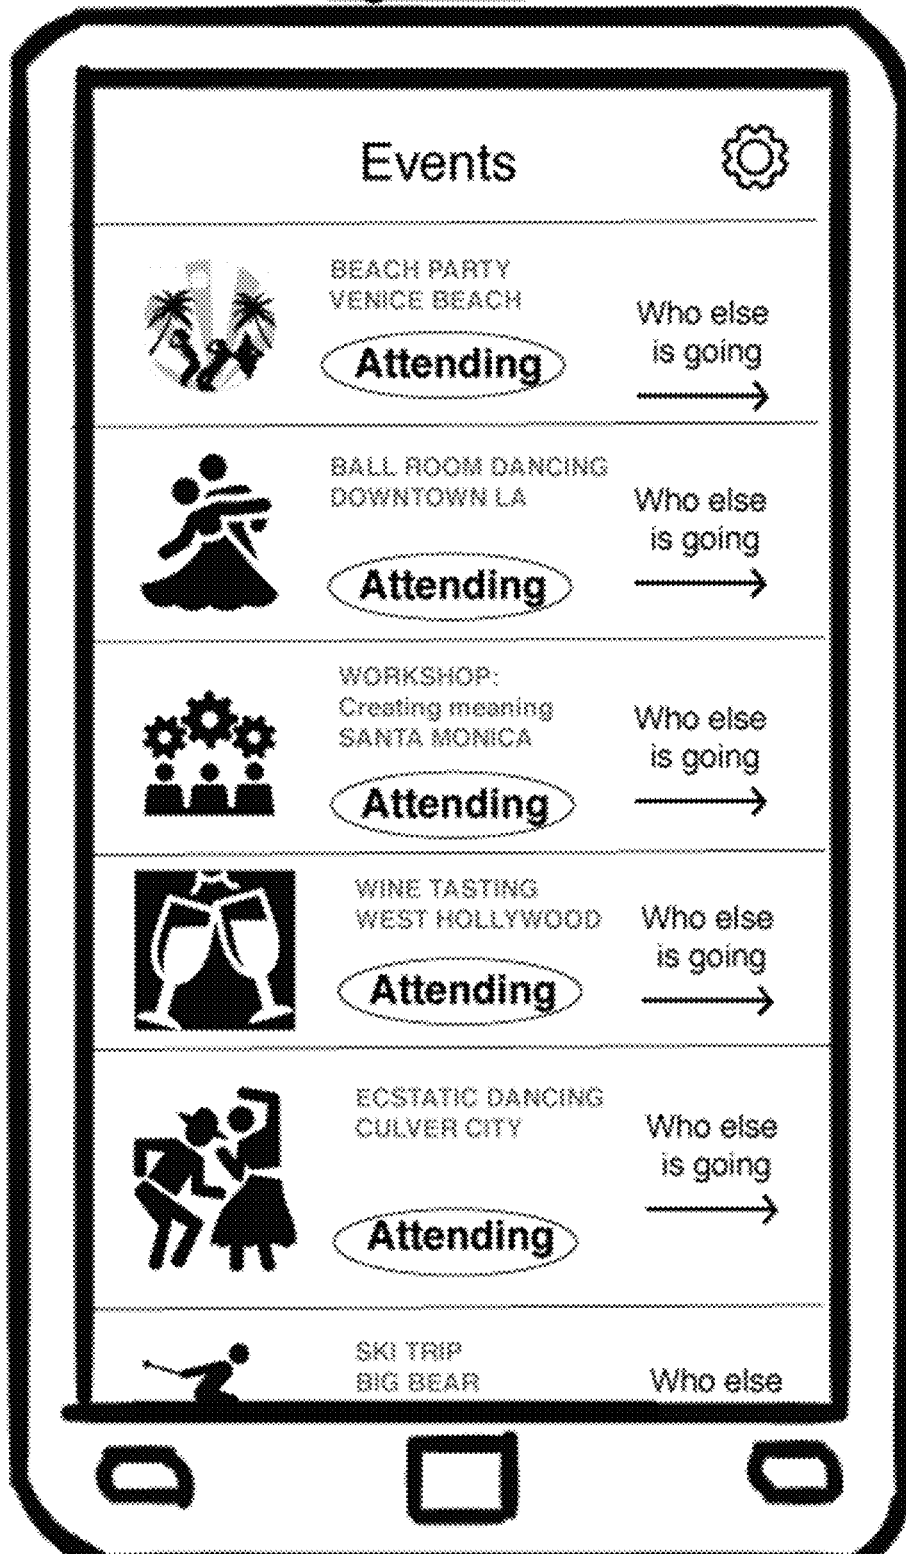 Events
BEACH PARTY
VENICE BEACH
Attending
Who else
is going
BALL ROOM DANCING
DOWNTOWN LA
Attending
Who else
is going
WORKSHOP:
Creating meaning
SANTA MONICA
Attending
Who else
is going
WINE TASTING
WEST HOLLYWOOD
Attending
Who else
is going
ECSTATIC DANCING
CULVER CITY
Attending
Who else
is going
SKI TRIP
BIG BEAR
Who else